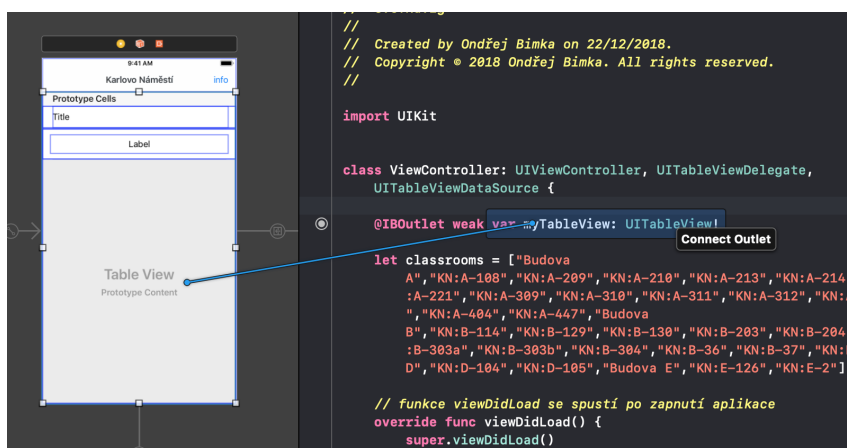 9:41 AM
Karlovo Náměstí
info
Prototype Cells
Title
Label
Table View
Prototype Content
//
// Created by Ondřej Bimka on 22/12/2018.
// Copyright © 2018 Ondřej Bimka. All rights reserved.
//
import UIKit
class ViewController: UIViewController, UITableViewDelegate,
UITableViewDataSource {
@IBOutlet weak var myTableView: UITableView!
Connect Outlet
let classrooms = ["Budova
A","KN:A-108","KN:A-209","KN:A-210","KN:A-213","KN:A-214
:A-221","KN:A-309","KN:A-310","KN:A-311","KN:A-312","KN:
","KN:A-404","KN:A-447","Budova
B","KN:B-114","KN:B-129","KN:B-130","KN:B-203","KN:B-204
:B-303a","KN:B-303b","KN:B-304","KN:B-36","KN:B-37","KN:
D","KN:D-104","KN:D-105","Budova E","KN:E-126","KN:E-2"]
// funkce viewDidLoad se spustí po zapnutí aplikace
override func viewDidLoad() {
super.viewDidLoad()